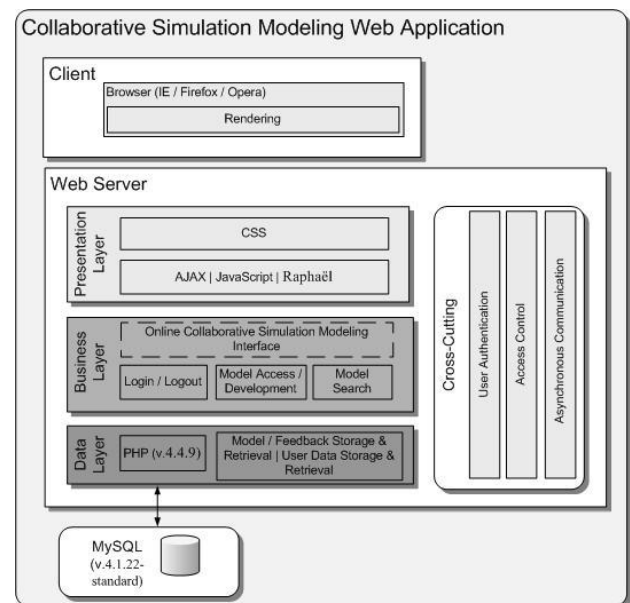 Collaborative Simulation Modeling Web Application
Client
Browser (IE / Firefox / Opera)
Rendering
Web Server
Presentation
Layer
CSS
AJAX | JavaScript | Raphaël
Business
Layer
Online Collaborative Simulation Modeling
Interface
Login / Logout
Model Access /
Development
Model
Search
Data
Layer
PHP (v.4.4.9)
Model / Feedback Storage &
Retrieval | User Data Storage &
Retrieval
Cross-Cutting
User Authentication
Access Control
Asynchronous Communication
MySQL
(v.4.1.22-
standard)